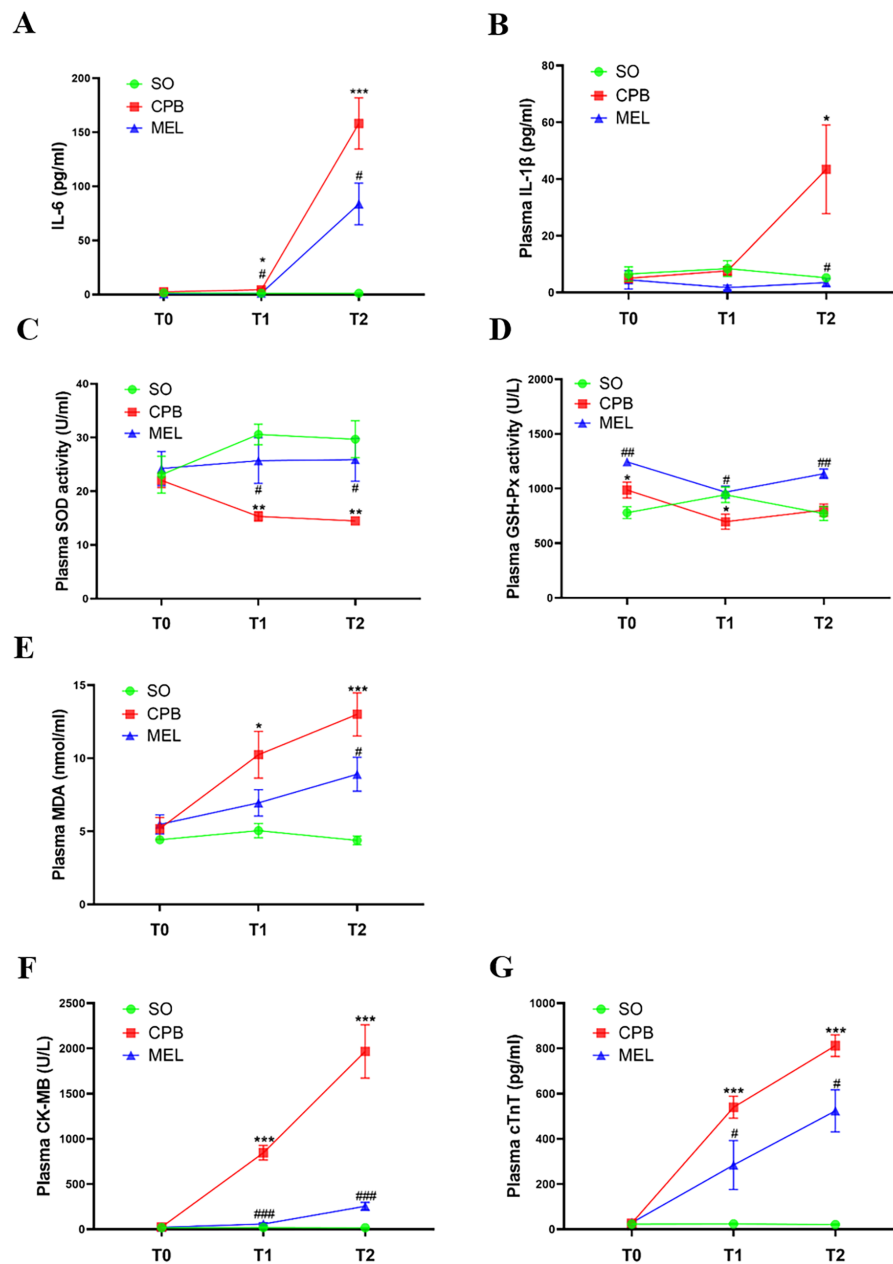 A
IL-6 (pg/ml)
SO
CPB
MEL
200
150
100
50
0
***
#
*
#
T0 T1 T2
B
Plasma IL-1β (pg/ml)
SO
CPB
MEL
80
60
40
20
0
*
#
T0 T1 T2
C
Plasma SOD activity (U/ml)
SO
CPB
MEL
40
30
20
10
0
# #
** **
T0 T1 T2
D
Plasma GSH-Px activity (U/L)
SO
CPB
MEL
2000
1500
1000
500
0
## # ##
* *
T0 T1 T2
E
Plasma MDA (nmol/ml)
SO
CPB
MEL
15
10
5
0
* ***
#
T0 T1 T2
F
Plasma CK-MB (U/L)
SO
CPB
MEL
2500
2000
1500
1000
500
0
*** ***
### ###
T0 T1 T2
G
Plasma cTnT (pg/ml)
SO
CPB
MEL
1000
800
600
400
200
0
*** ***
# #
T0 T1 T2